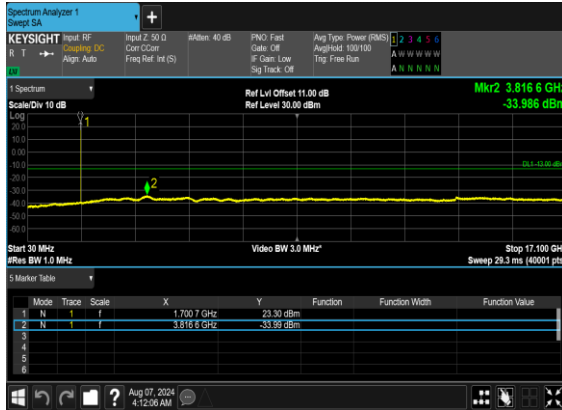 Spectrum Analyzer 1
Swept SA
+
KEYSIGHT
R T
Input: RF
Coupling: DC
Align: Auto
Input Z: 50 Ω
Corr CCorr
Freq Ref: Int (S)
#Atten: 40 dB
PNO: Fast
Gate: Off
IF Gain: Low
Sig Track: Off
Avg Type: Power (RMS)
Avg|Hold: 100/100
Trig: Free Run
1 2 3 4 5 6
A W W W W W
A N N N N N
1 Spectrum
Scale/Div 10 dB
Ref Lvl Offset 11.00 dB
Ref Level 30.00 dBm
Mkr2 3.816 6 GHz
-33.986 dBm
Log
20.0
10.0
0.00
-10.0
-20.0
-30.0
-40.0
-50.0
-60.0
1
2
DL1 -13.00 dBm
Start 30 MHz
#Res BW 1.0 MHz
Video BW 3.0 MHz*
Stop 17.100 GHz
Sweep 29.3 ms (40001 pts)
5 Marker Table
Mode Trace Scale X Y Function Function Width Function Value
1 N 1 f 1.700 7 GHz 23.30 dBm
2 N 1 f 3.816 6 GHz -33.99 dBm
3
4
5
6
?
Aug 07, 2024
4:12:06 AM